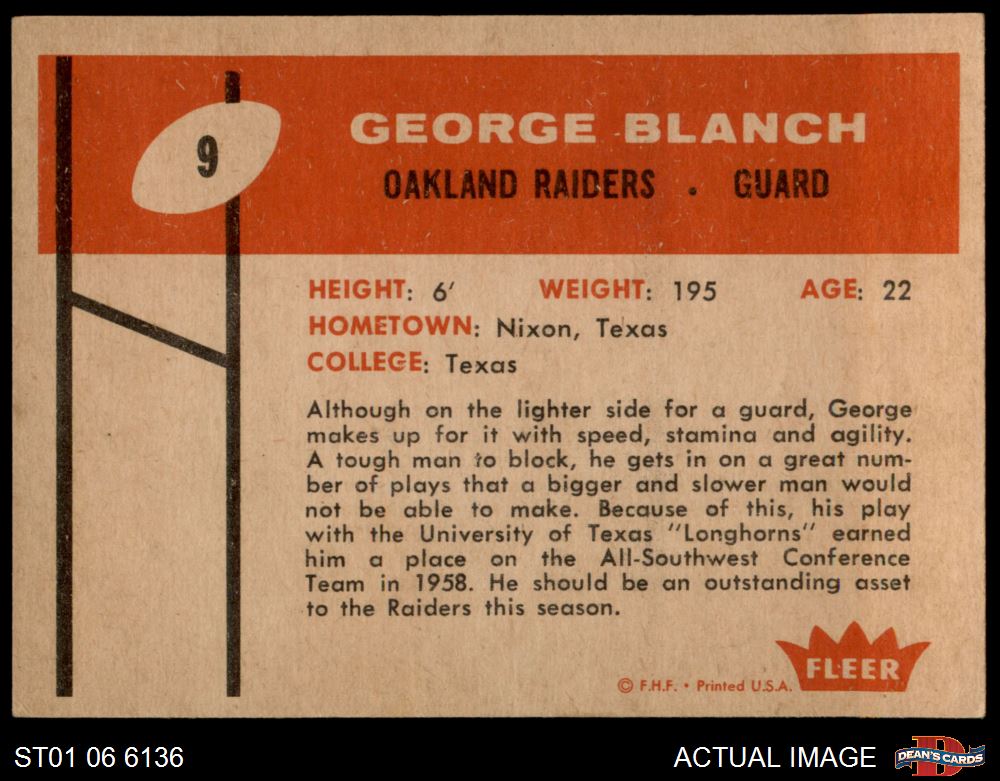 9
GEORGE BLANCH
OAKLAND RAIDERS . GUARD
HEIGHT: 6' WEIGHT: 195 AGE: 22
HOMETOWN: Nixon, Texas
COLLEGE: Texas
Although on the lighter side for a guard, George
makes up for it with speed, stamina and agility.
A tough man to block, he gets in on a great num-
ber of plays that a bigger and slower man would
not be able to make. Because of this, his play
with the University of Texas "Longhorns" earned
him a place on the All-Southwest Conference
Team in 1958. He should be an outstanding asset
to the Raiders this season.
FLEER
© F.H.F. • Printed U.S.A.
ST01 06 6136
ACTUAL IMAGE
D
DEAN'S CARDS